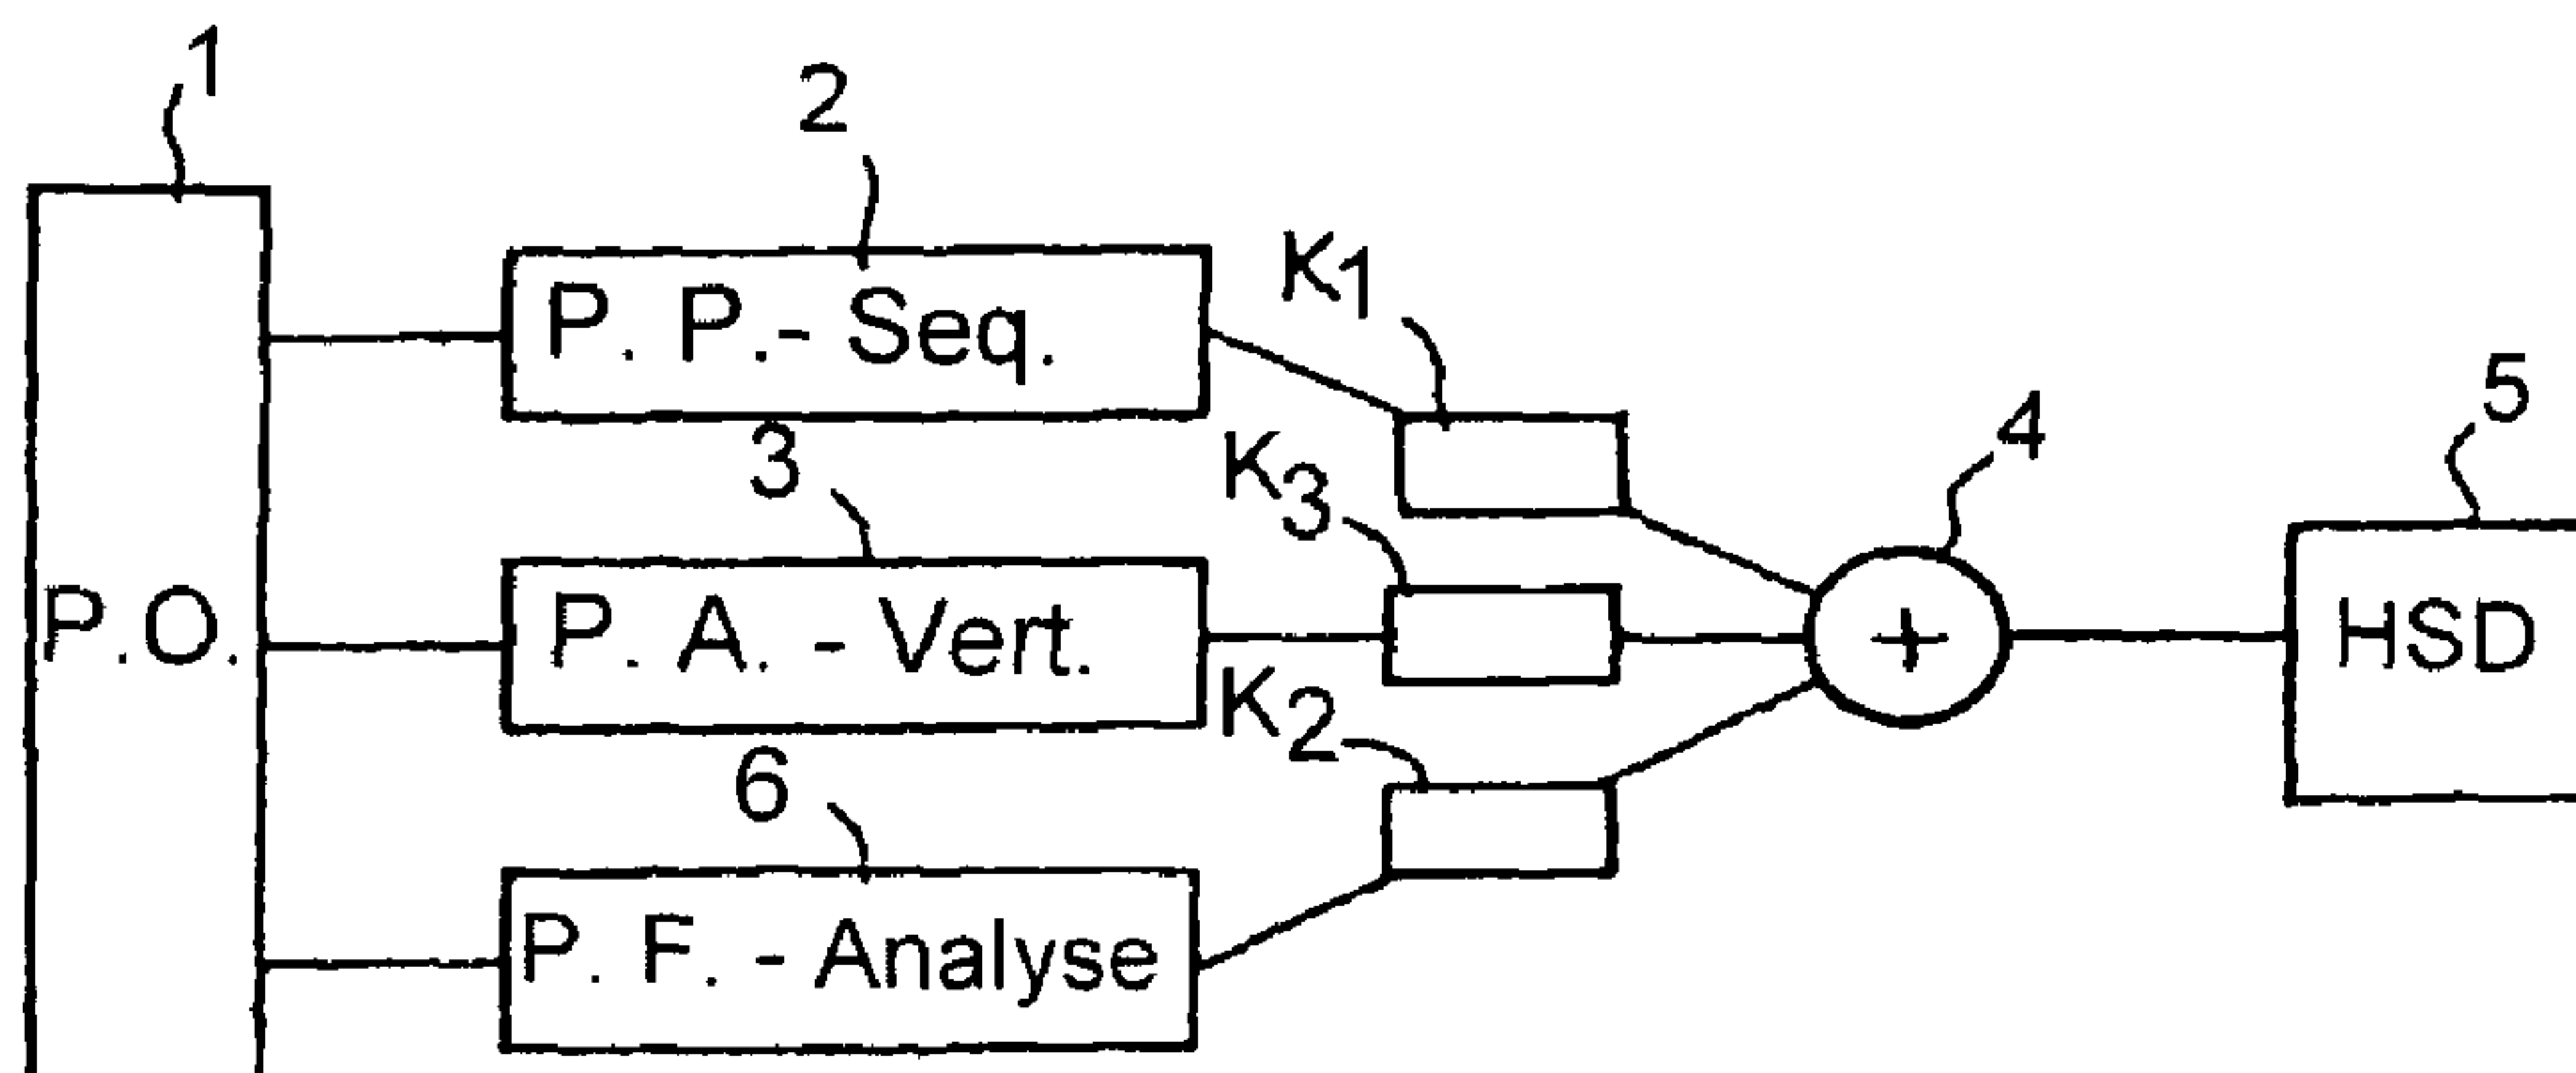 1
2
P. P.- Seq.
K1
3
K3
4
5
P.O.
P. A. - Vert.
HSD
K2
6
P. F. - Analyse
+